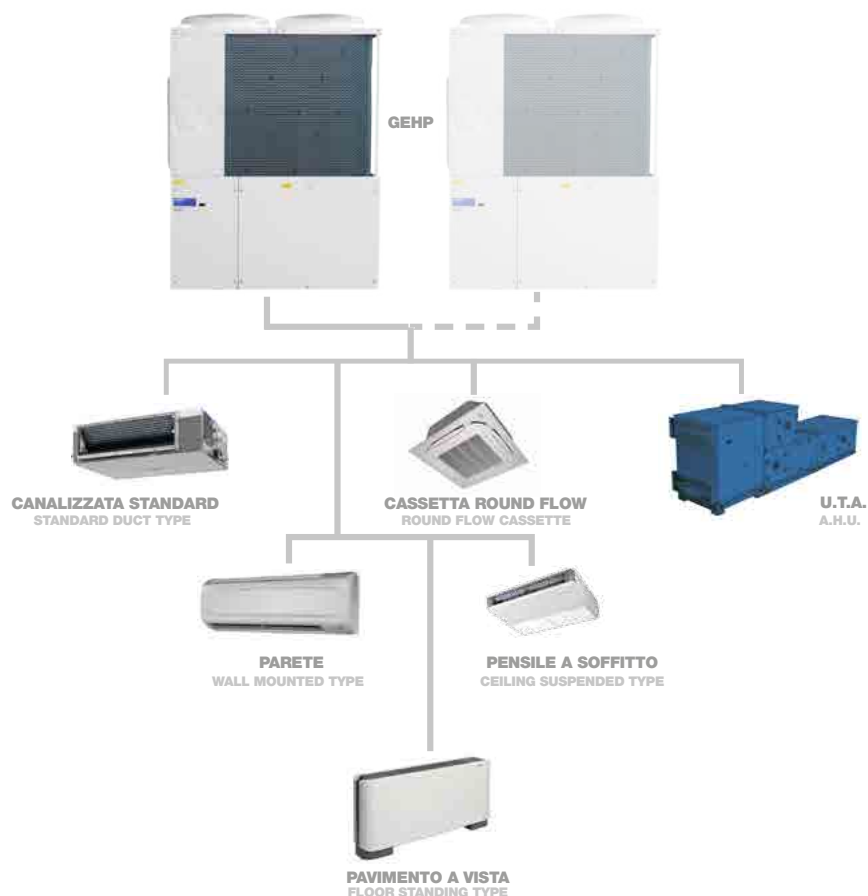 GEHP
CANALIZZATA STANDARD
STANDARD DUCT TYPE
CASSETTA ROUND FLOW
ROUND FLOW CASSETTE
U.T.A.
A.H.U.
PARETE
WALL MOUNTED TYPE
PENSILE A SOFFITTO
CEILING SUSPENDED TYPE
PAVIMENTO A VISTA
FLOOR STANDING TYPE